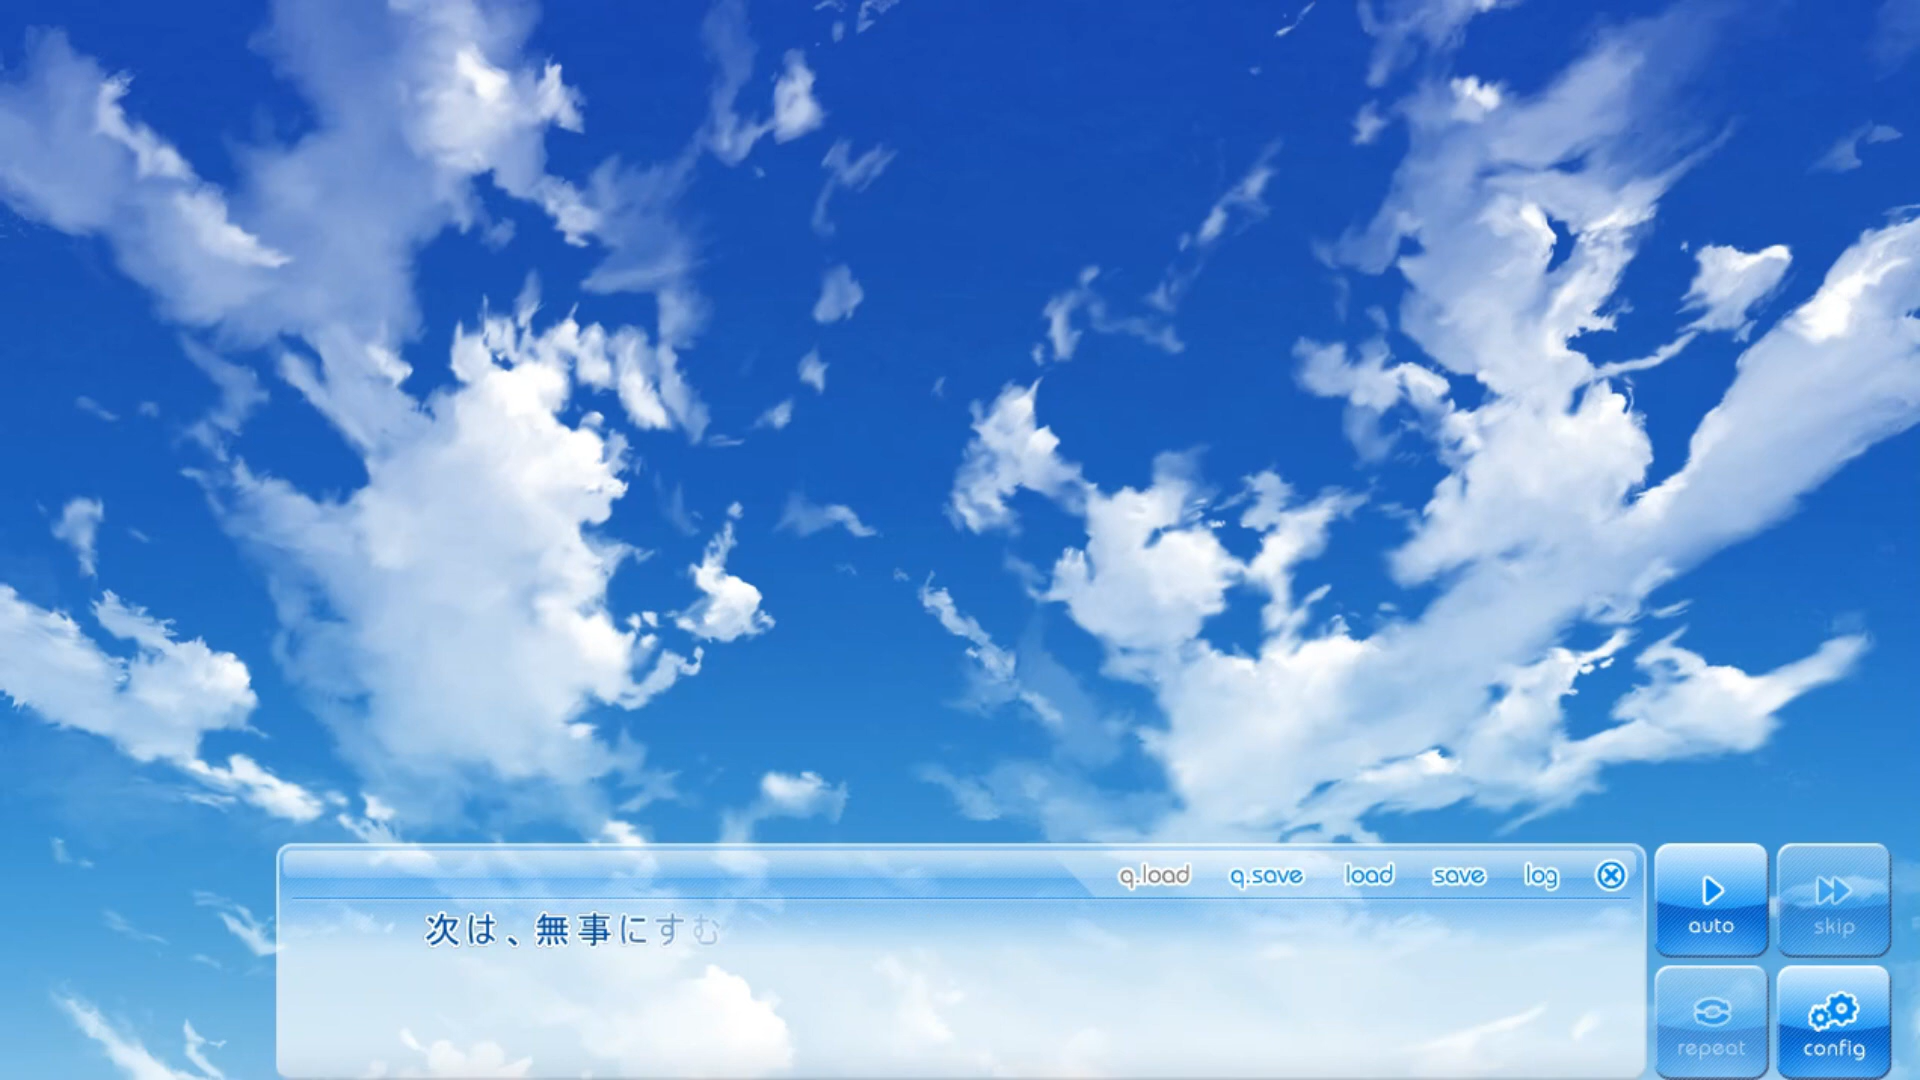 q.load q.save load save log
次は、無事にすむ
auto
skip
repeat
config